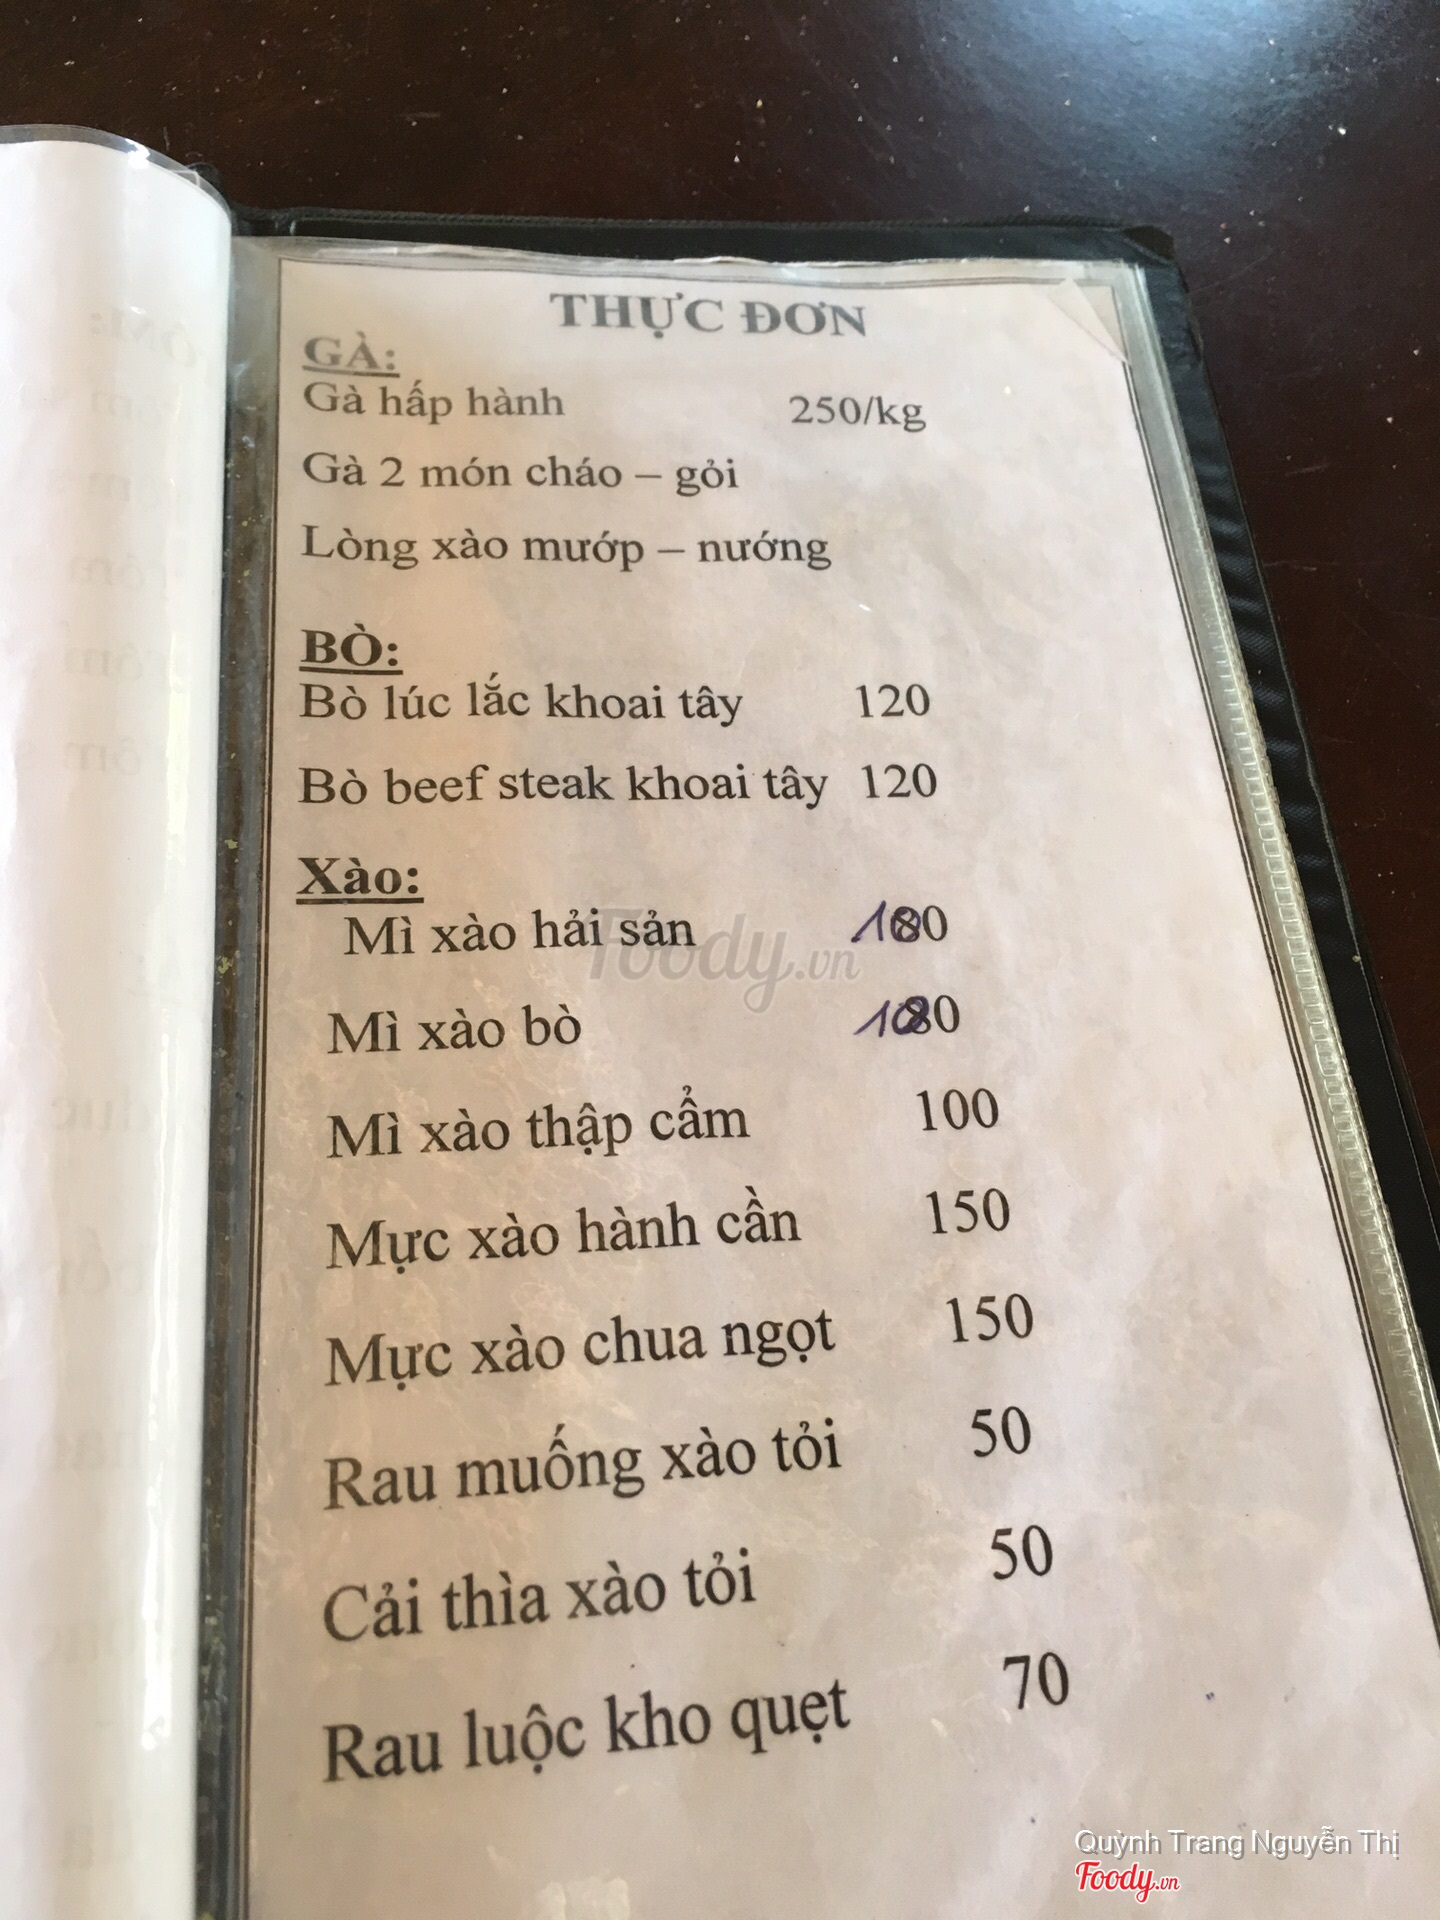 THỰC ĐƠN
GÀ:
Gà hấp hành 250/kg
Gà 2 món cháo – gỏi
Lòng xào mướp – nướng
BÒ:
Bò lúc lắc khoai tây 120
Bò beef steak khoai tây 120
Xào:
Mì xào hải sản 100
Mì xào bò 100
Mì xào thập cẩm 100
Mực xào hành cần 150
Mực xào chua ngọt 150
Rau muống xào tỏi 50
Cải thìa xào tỏi 50
Rau luộc kho quẹt 70
Foody.vn
Quỳnh Trang Nguyễn Thị
Foody.vn